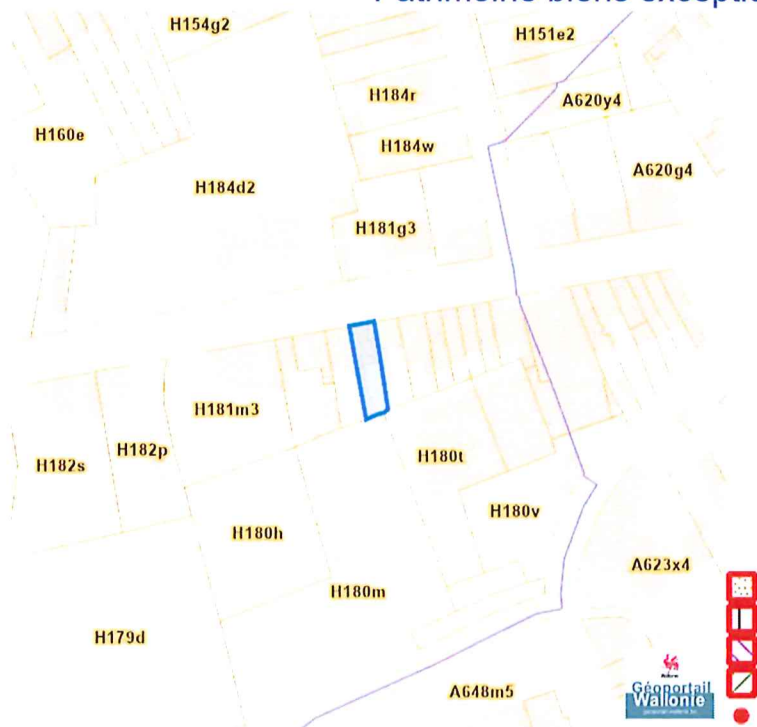 H154g2
H151e2
H184r
A620y4
H160e
H184w
A620g4
H184d2
H181g3
H181m3
H182p
H182s
H180t
H180v
H180h
A623x4
H180m
H179d
A648m5
Géoportail
Wallonie